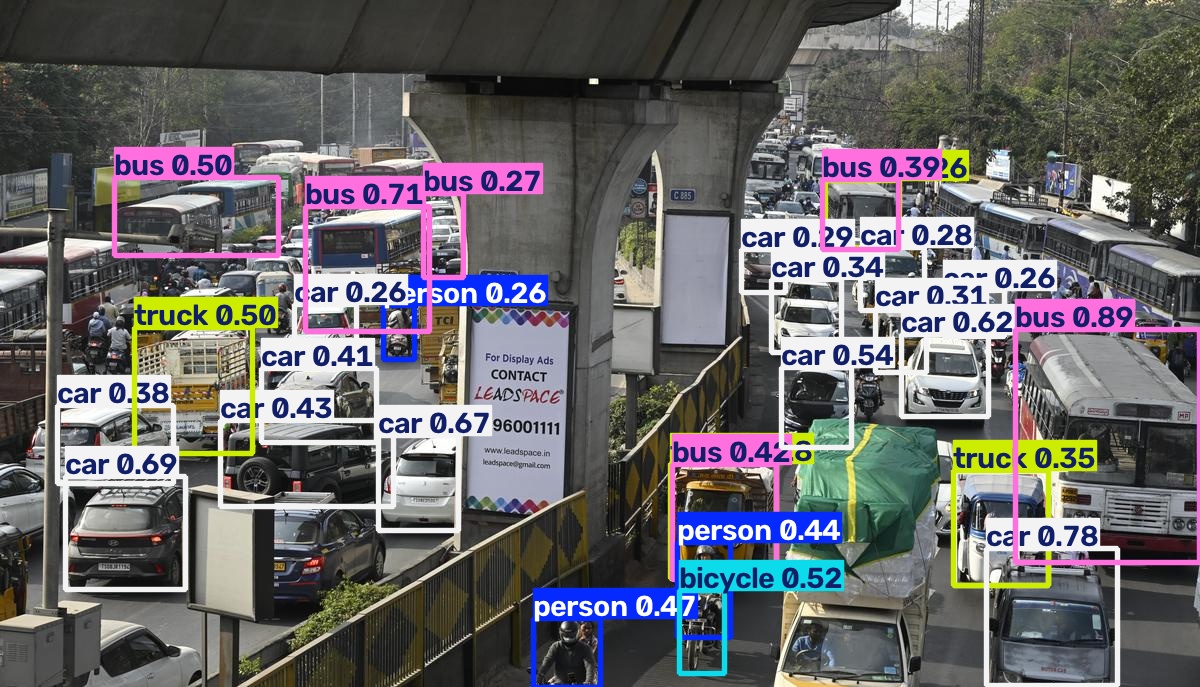 bus 0.50
bus 0.71
bus 0.27
bus 0.39
26
C 885
car 0.29
car 0.28
car 0.34
car 0.26
car 0.31
car 0.62
bus 0.89
truck 0.50
car 0.26
erson 0.26
car 0.41
car 0.38
car 0.43
car 0.67
car 0.69
car 0.54
For Display Ads
CONTACT
LEADSPACE
96001111
www.leadspace.in
leadspace@gmail.com
bus 0.428
truck 0.35
person 0.44
car 0.78
bicycle 0.52
person 0.47